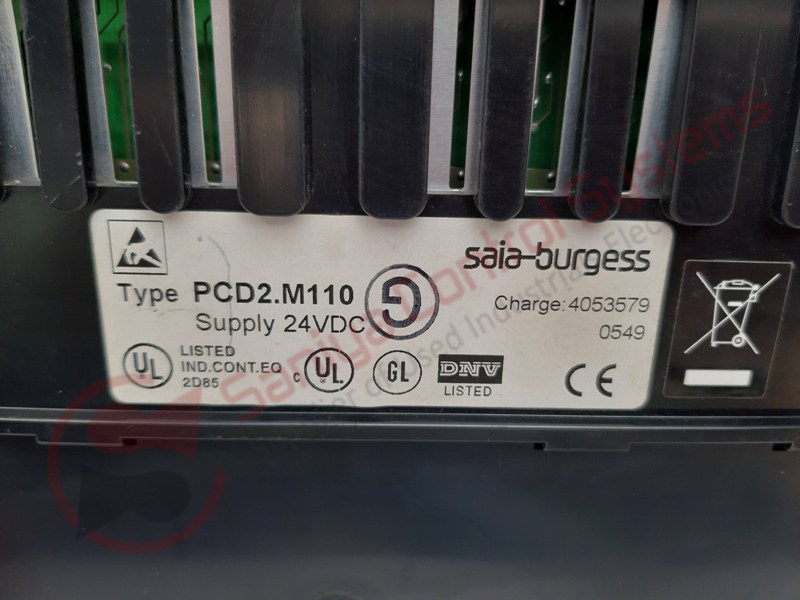 saia-burgess
Type PCD2.M110
Supply 24VDC
Charge:4053579
0549
UL
LISTED
IND.CONT.EQ
2D85
c UL
GL
DNV
LISTED
CE
Saniya Control Systems